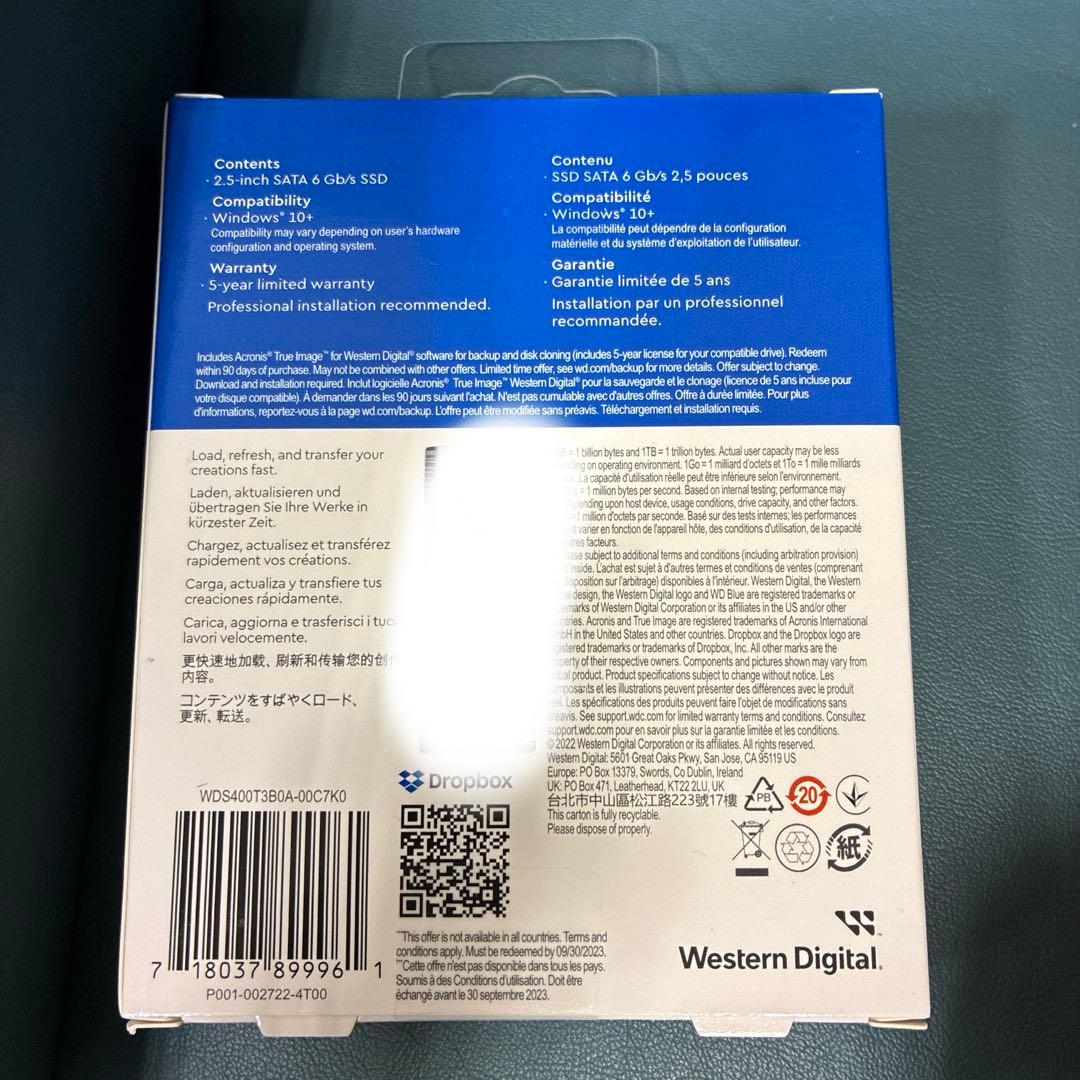 Contents
· 2.5-inch SATA 6 Gb/s SSD
Compatibility
· Windows® 10+
Compatibility may vary depending on user's hardware
configuration and operating system.
Warranty
· 5-year limited warranty
Professional installation recommended.
Contenu
· SSD SATA 6 Gb/s 2,5 pouces
Compatibilité
· Windows® 10+
La compatibilité peut dépendre de la configuration
matérielle et du système d'exploitation de l'utilisateur.
Garantie
· Garantie limitée de 5 ans
Installation par un professionnel
recommandée.
Includes Acronis® True Image™ for Western Digital® software for backup and disk cloning (includes 5-year license for your compatible drive). Redeem
within 90 days of purchase. May not be combined with other offers. Limited time offer, see wd.com/backup for more details. Offer subject to change.
Download and installation required. Inclut logicielle Acronis® True Image™ Western Digital® pour la sauvegarde et le clonage (licence de 5 ans incluse pour
votre disque compatible). À demander dans les 90 jours suivant l'achat. N'est pas cumulable avec d'autres offres. Offre à durée limitée. Pour plus
d'informations, reportez-vous à la page wd.com/backup. L'offre peut être modifiée sans préavis. Téléchargement et installation requis.
Load, refresh, and transfer your
creations fast.
Laden, aktualisieren und
übertragen Sie Ihre Werke in
kürzester Zeit.
Chargez, actualisez et transférez
rapidement vos créations.
Carga, actualiza y transfiere tus
creaciones rápidamente.
Carica, aggiorna e trasferisci i tuo
lavori velocemente.
更快速地加载、刷新和传输您的创作
内容。
コンテンツをすばやくロード、
更新、転送。
= 1 billion bytes and 1TB = 1 trillion bytes. Actual user capacity may be less
on operating environment. 1Go = 1 milliard d'octets et 1To = 1 mille milliards
La capacité d'utilisation réelle peut être inférieure selon l'environnement.
= 1 million bytes per second. Based on internal testing; performance may
upon host device, usage conditions, drive capacity, and other factors.
=1 million d'octets par seconde. Basé sur des tests internes; les performances
varier en fonction de l'appareil hôte, des conditions d'utilisation, de la capacité
facteurs.
subject to additional terms and conditions (including arbitration provision)
inside. L'achat est sujet à d'autres termes et conditions de ventes (comprenant
disposition sur l'arbitrage) disponibles à l'intérieur. Western Digital, the Western
design, the Western Digital logo and WD Blue are registered trademarks or
of Western Digital Corporation or its affiliates in the US and/or other
Acronis and True Image are registered trademarks of Acronis International
in the United States and other countries. Dropbox and the Dropbox logo are
registered trademarks or trademarks of Dropbox, Inc. All other marks are the
property of their respective owners. Components and pictures shown may vary from
product. Product specifications subject to change without notice. Les
composants et les illustrations peuvent présenter des différences avec le produit
Les spécifications des produits peuvent faire l'objet de modifications sans
préavis. See support.wdc.com for limited warranty terms and conditions. Consultez
support.wdc.com pour en savoir plus sur la garantie limitée et les conditions.
© 2022 Western Digital Corporation or its affiliates. All rights reserved.
Western Digital: 5601 Great Oaks Pkwy, San Jose, CA 95119 US
Europe: PO Box 13379, Swords, Co Dublin, Ireland
UK: PO Box 471, Leatherhead, KT22 2LU, UK
台北市中山區松江路223號17樓
This carton is fully recyclable.
Please dispose of properly.
PB
20
紙
Dropbox
WDS400T3B0A-00C7K0
7 18037 89996 1
P001-002722-4T00
**This offer is not available in all countries. Terms and
conditions apply. Must be redeemed by 09/30/2023.
**Cette offre n'est pas disponible dans tous les pays.
Soumis à des Conditions d'utilisation. Doit être
échangé avant le 30 septembre 2023.
Western Digital.